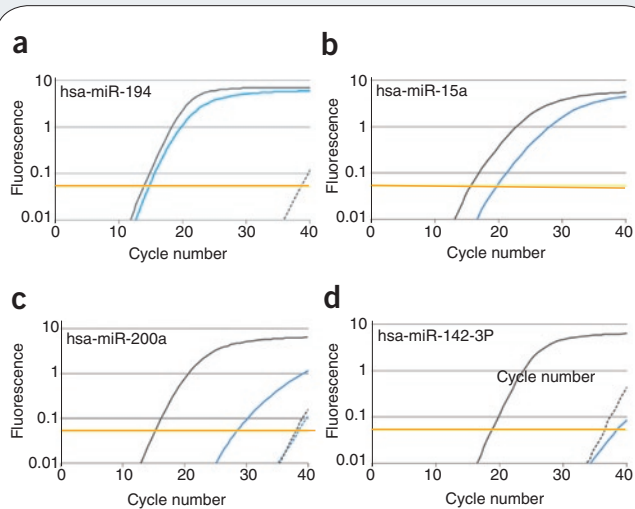 a
hsa-miR-194
Fluorescence
10
1
0.1
0.01
0 10 20 30 40
Cycle number
b
hsa-miR-15a
Fluorescence
10
1
0.1
0.01
0 10 20 30 40
Cycle number
c
hsa-miR-200a
Fluorescence
10
1
0.1
0.01
0 10 20 30 40
Cycle number
d
hsa-miR-142-3P
Cycle number
Fluorescence
10
1
0.1
0.01
0 10 20 30 40
Cycle number